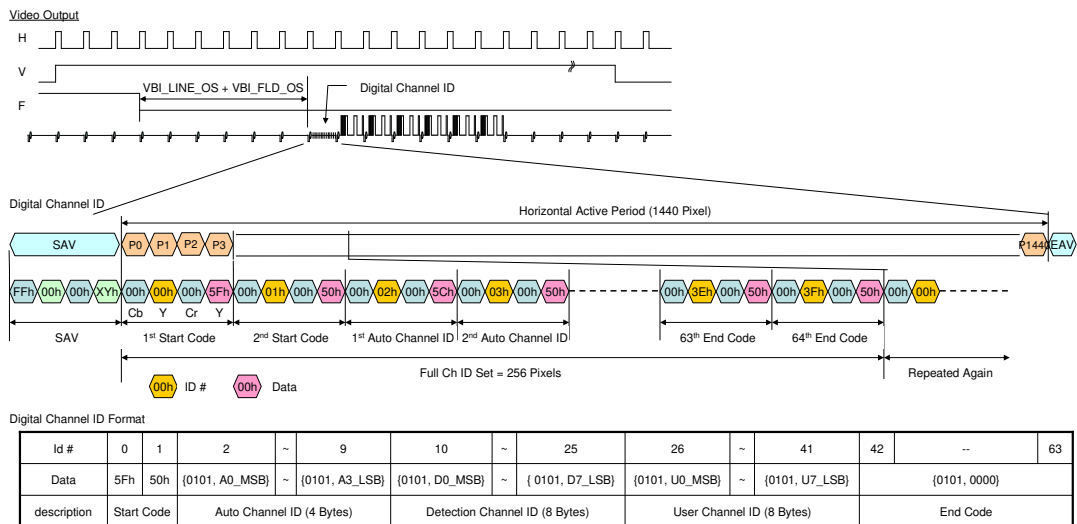 Video Output
H
V
VBI_LINE_OS + VBI_FLD_OS
Digital Channel ID
F
Digital Channel ID
Horizontal Active Period (1440 Pixel)
SAV P0 P1 P2 P3 P1440 EAV
FFh 00h 00h XYh 00h 00h 00h 5Fh 00h 01h 00h 50h 00h 02h 00h 5Ch 00h 03h 00h 50h 00h 3Eh 00h 50h 00h 3Fh 00h 50h 00h 00h
Cb Y Cr Y
SAV 1st Start Code 2nd Start Code 1st Auto Channel ID 2nd Auto Channel ID 63th End Code 64th End Code
Full Ch ID Set = 256 Pixels Repeated Again
00h ID # 00h Data
Digital Channel ID Format
Id # 0 1 2 ~ 9 10 ~ 25 26 ~ 41 42 -- 63
Data 5Fh 50h {0101, A0_MSB} ~ {0101, A3_LSB} {0101, D0_MSB} ~ { 0101, D7_LSB} {0101, U0_MSB} ~ {0101, U7_LSB} {0101, 0000}
description Start Code Auto Channel ID (4 Bytes) Detection Channel ID (8 Bytes) User Channel ID (8 Bytes) End Code